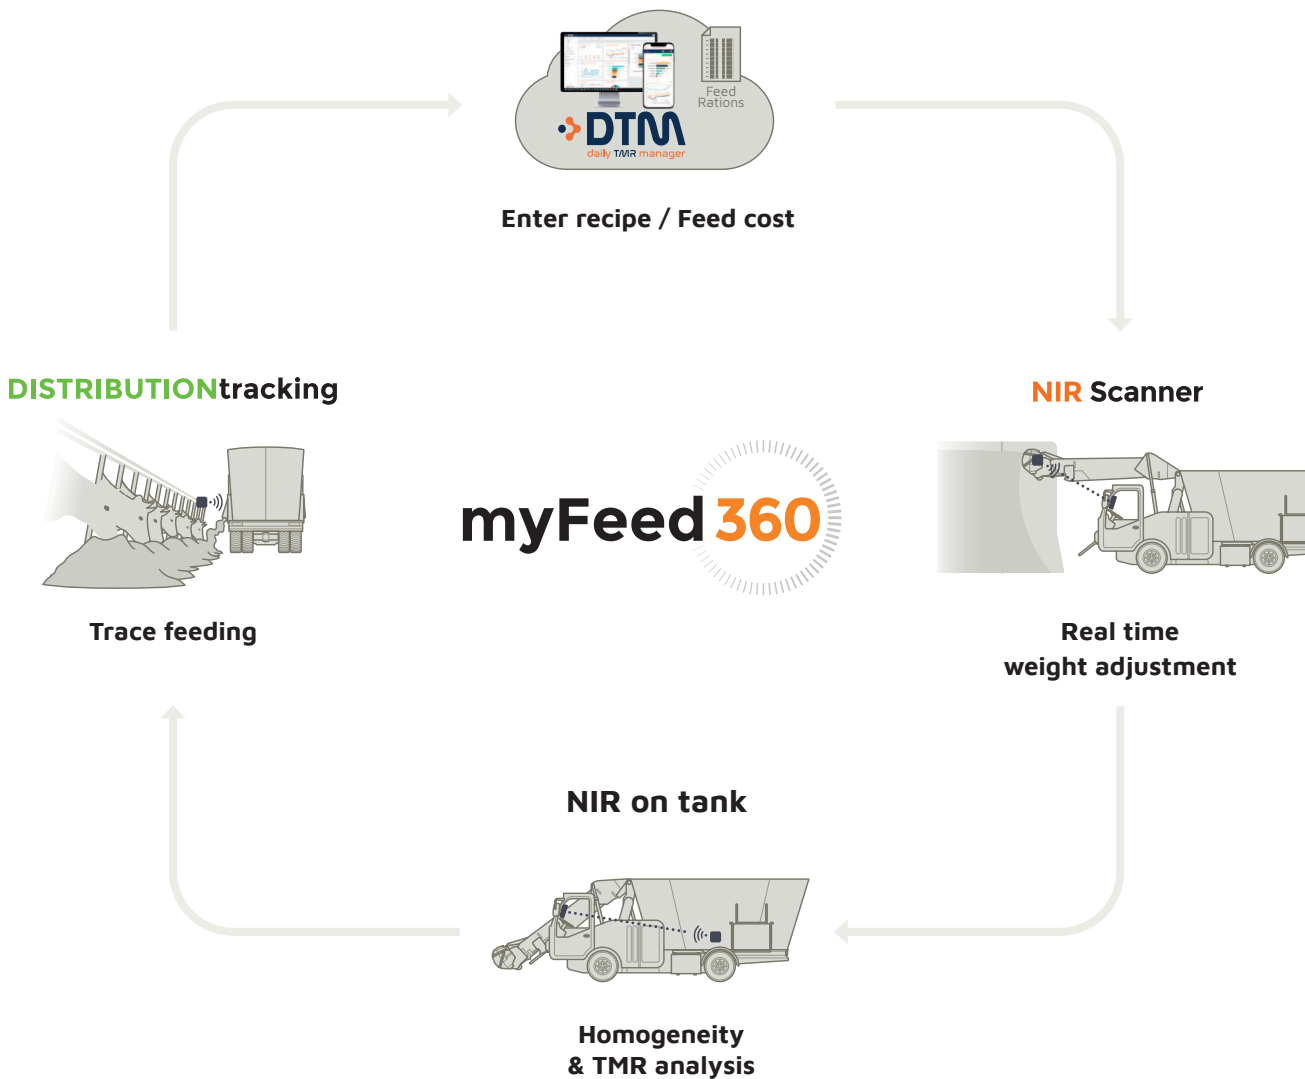 Feed
Rations
DTM
daily TMR manager
Enter recipe / Feed cost
DISTRIBUTIONtracking
NIR Scanner
myFeed 360
Trace feeding
Real time
weight adjustment
NIR on tank
Homogeneity
& TMR analysis